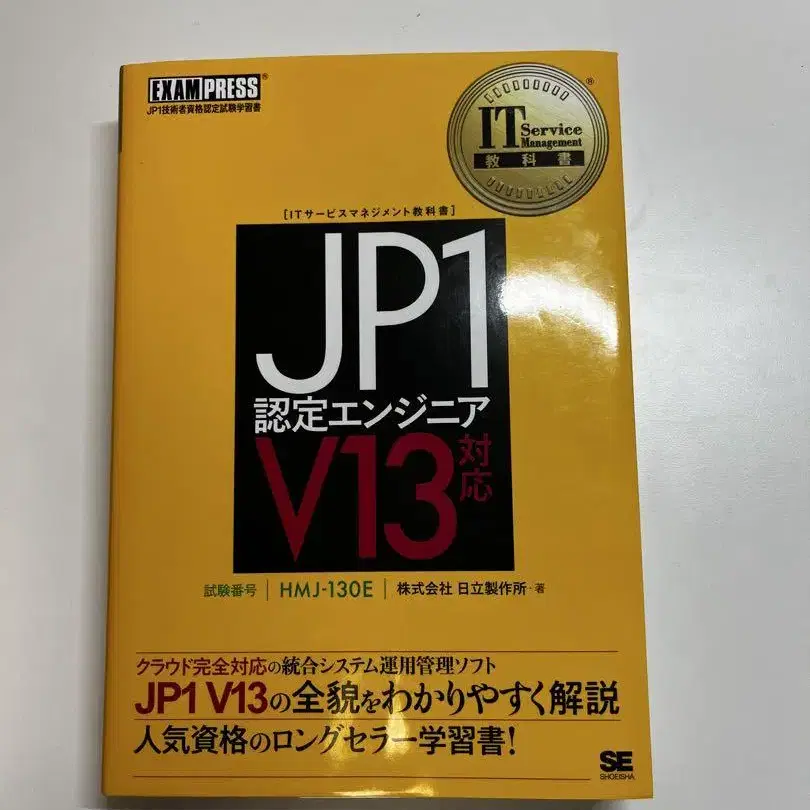 EXAMPRESS®
JP1技術者資格認定試験学習書
IT Service
Management
教科書
®
[ITサービスマネジメント教科書]
JP1
認定エンジニア
V13対応
試験番号 | HMJ-130E | 株式会社 日立製作所・著
クラウド完全対応の統合システム運用管理ソフト
JP1 V13の全貌をわかりやすく解説
人気資格のロングセラー学習書!
SE
SHOEISHA